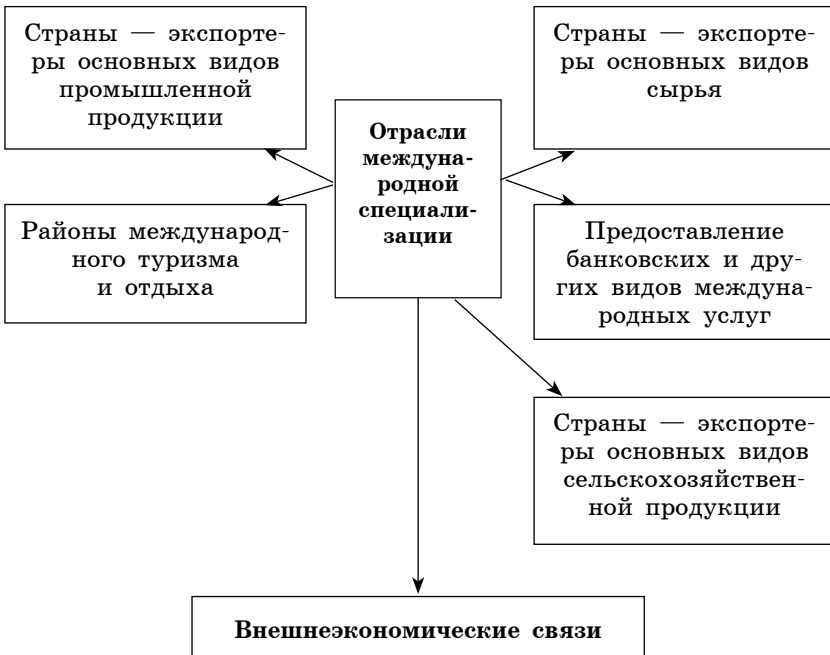 Страны — экспорте-
ры основных видов
промышленной
продукции
Страны — экспорте-
ры основных видов
сырья
Отрасли
междуна-
родной
специали-
зации
Районы международ-
ного туризма
и отдыха
Предоставление
банковских и дру-
гих видов междуна-
родных услуг
Страны — экспорте-
ры основных видов
сельскохозяйствен-
ной продукции
Внешнеэкономические связи